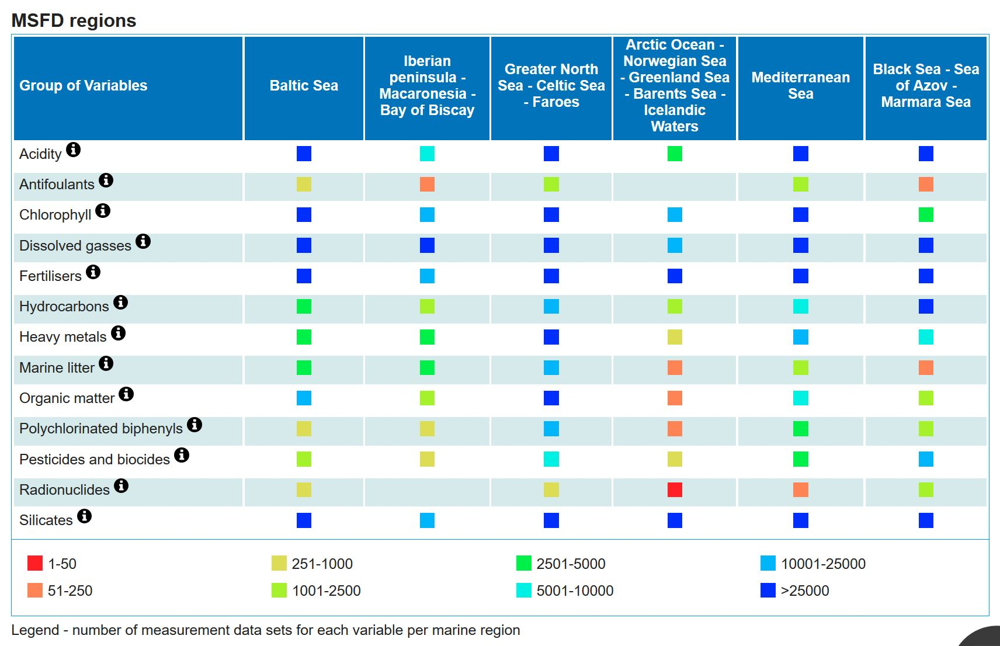 MSFD regions
Group of Variables
Baltic Sea
Iberian
peninsula -
Macaronesia -
Bay of Biscay
Greater North
Sea - Celtic Sea
- Faroes
Arctic Ocean -
Norwegian Sea
- Greenland Sea
- Barents Sea -
Icelandic
Waters
Mediterranean
Sea
Black Sea - Sea
of Azov -
Marmara Sea
Acidity
Antifoulants
Chlorophyll
Dissolved gasses
Fertilisers
Hydrocarbons
Heavy metals
Marine litter
Organic matter
Polychlorinated biphenyls
Pesticides and biocides
Radionuclides
Silicates
1-50
251-1000
2501-5000
10001-25000
51-250
1001-2500
5001-10000
>25000
Legend - number of measurement data sets for each variable per marine region